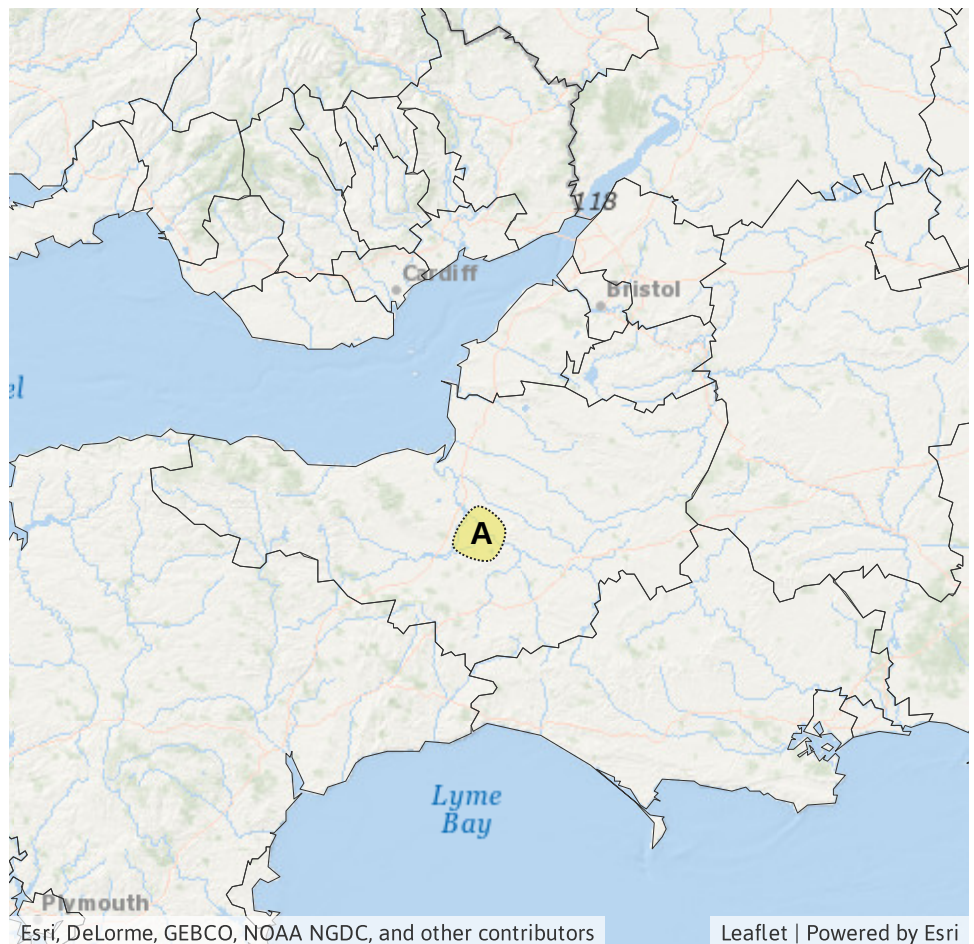 118
Cardiff
Bristol
el
A
Lyme
Bay
Plymouth
Esri, DeLorme, GEBCO, NOAA NGDC, and other contributors
Leaflet | Powered by Esri